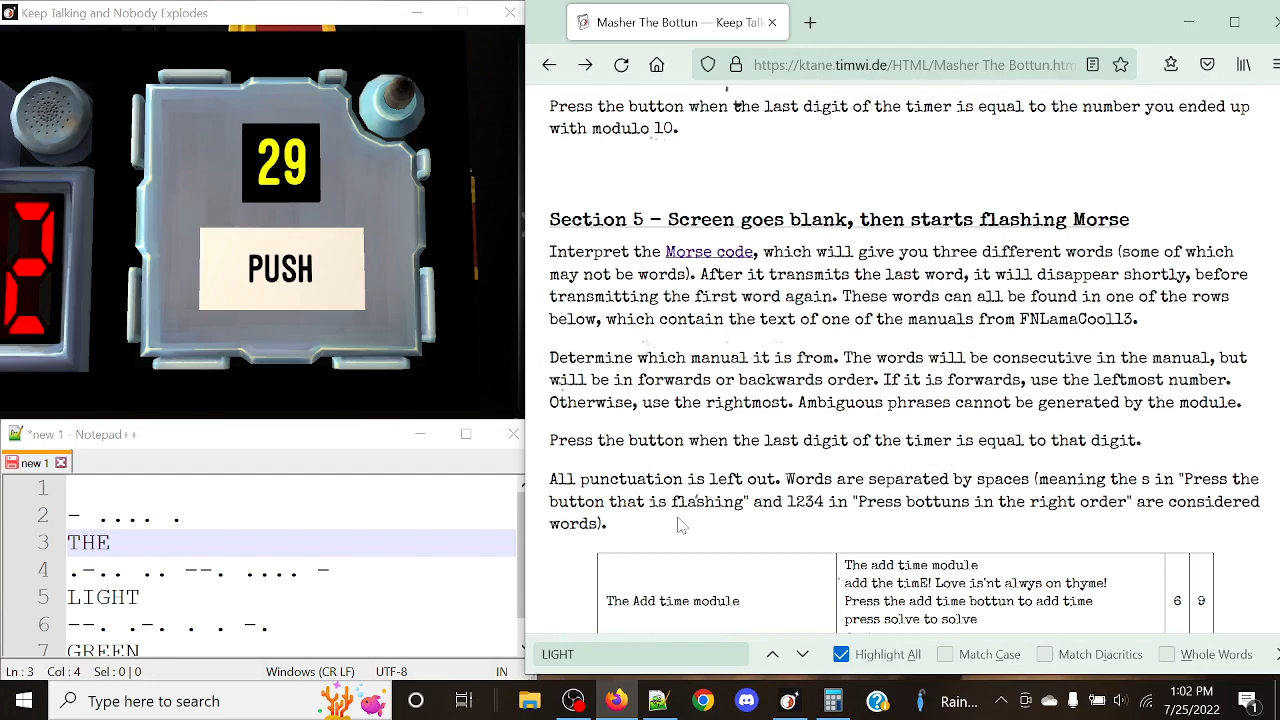 Keep Talking and Nobody Explodes
29
PUSH
*new 1 - Notepad++
new 1
1
2 - .... .
3 THE
4 .-.. .. --. .... -
5 LIGHT
6 --. .-. . . -.
7 GREEN
Ln : 3 Col : 4 Sel : 0 | 0
Windows (CR LF)
UTF-8
IN
Masher The Bottun — Keep Talk
https://ktane.timwi.de/HTML/Masher The Bottun.htm
Press the button when the last digit of the timer is equal to the number you ended up
with modulo 10.
Section 5 – Screen goes blank, then starts flashing Morse
Interpret the Morse code, which will give you three different words (some of which
may not be words). After it transmits the last word, it will disappear shortly, before
transmitting the first word again. These words can all be found in one of the rows
below, which contain the text of one of the manuals from FNLamaCool13.
Determine which manual it is from. The words will be consecutive in the manual, but
will be in forwards or backwards order. If it is forwards, use the leftmost number.
Otherwise, use the rightmost. Ambiguous phrases cannot be generated by the module.
Press the button when the last digit of the timer is equal to that digit.
All punctuation is left out. Words are separated by spaces (meaning the s in "Press the
button that is flashing" and 1234 in "Press bottuns in the right order" are considered
words).
The Add time module
The add time module
add the timE! Love is'nt alwys on thyme!
Press the add time bottun to add time
press solve to solve
6
9
LIGHT
Highlight All
Match Case
Match Diacritics
Whole Words
Type here to search
Rain...
1:02 PM
7/25/2022